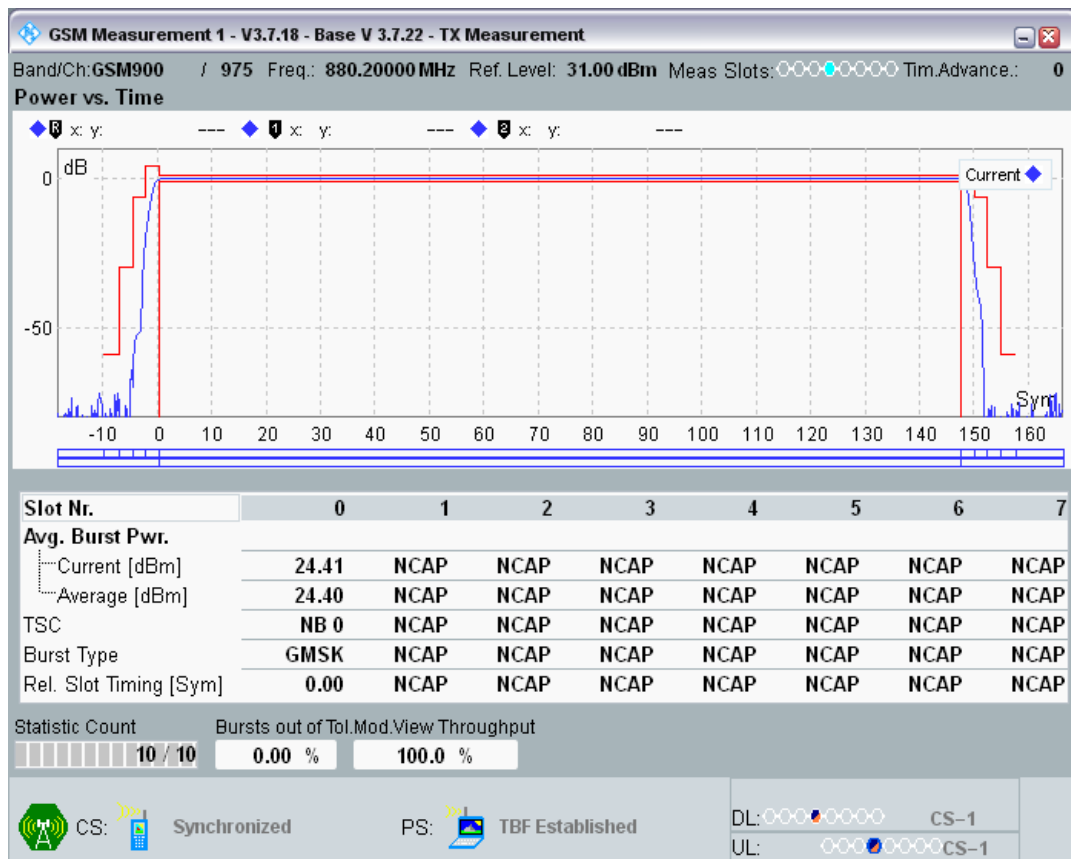 GSM Measurement 1 - V3.7.18 - Base V 3.7.22 - TX Measurement
Band/Ch:GSM900 / 975 Freq.: 880.20000 MHz Ref. Level: 31.00 dBm Meas Slots: Tim.Advance.: 0
Power vs. Time
R x: y: --- 1 x: y: --- 2 x: y: ---
dB
Current
0
-50
Sym
-10 0 10 20 30 40 50 60 70 80 90 100 110 120 130 140 150 160
Slot Nr. 0 1 2 3 4 5 6 7
Avg. Burst Pwr.
Current [dBm] 24.41 NCAP NCAP NCAP NCAP NCAP NCAP NCAP
Average [dBm] 24.40 NCAP NCAP NCAP NCAP NCAP NCAP NCAP
TSC NB 0 NCAP NCAP NCAP NCAP NCAP NCAP NCAP
Burst Type GMSK NCAP NCAP NCAP NCAP NCAP NCAP NCAP
Rel. Slot Timing [Sym] 0.00 NCAP NCAP NCAP NCAP NCAP NCAP NCAP
Statistic Count Bursts out of Tol.Mod.View Throughput
10 / 10 0.00 % 100.0 %
CS: Synchronized PS: TBF Established DL: CS-1
UL: CS-1